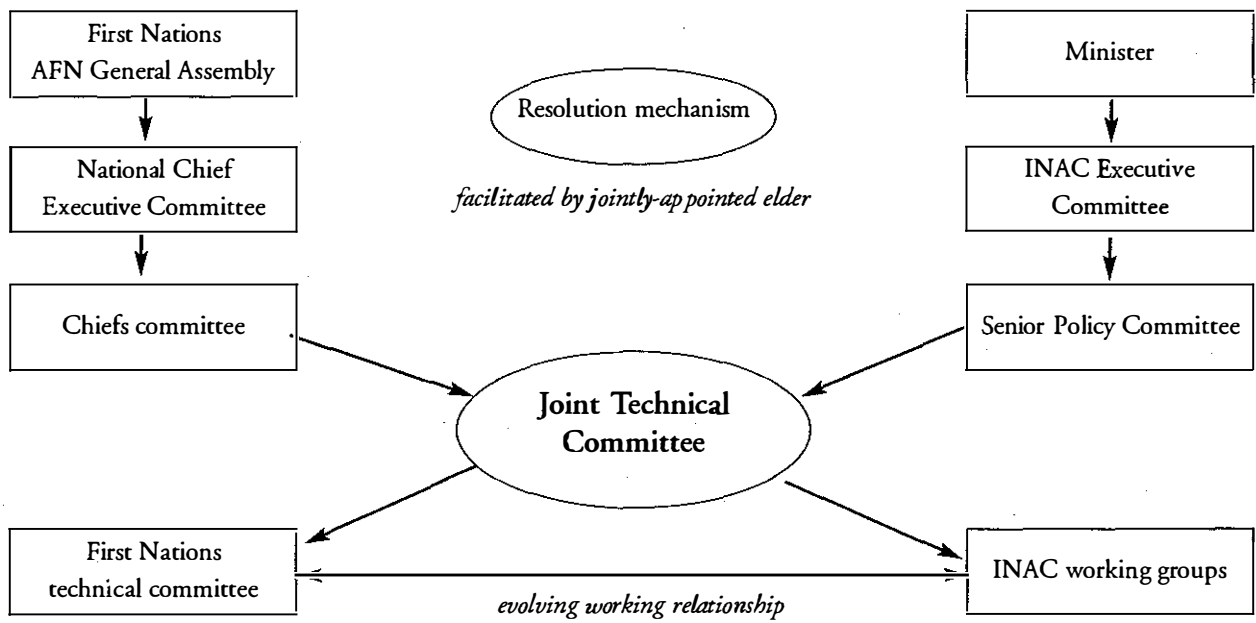 First Nations
AFN General Assembly
Minister
Resolution mechanism
National Chief
Executive Committee
facilitated by jointly-appointed elder
INAC Executive
Committee
Chiefs committee
Senior Policy Committee
Joint Technical
Committee
First Nations
technical committee
INAC working groups
evolving working relationship